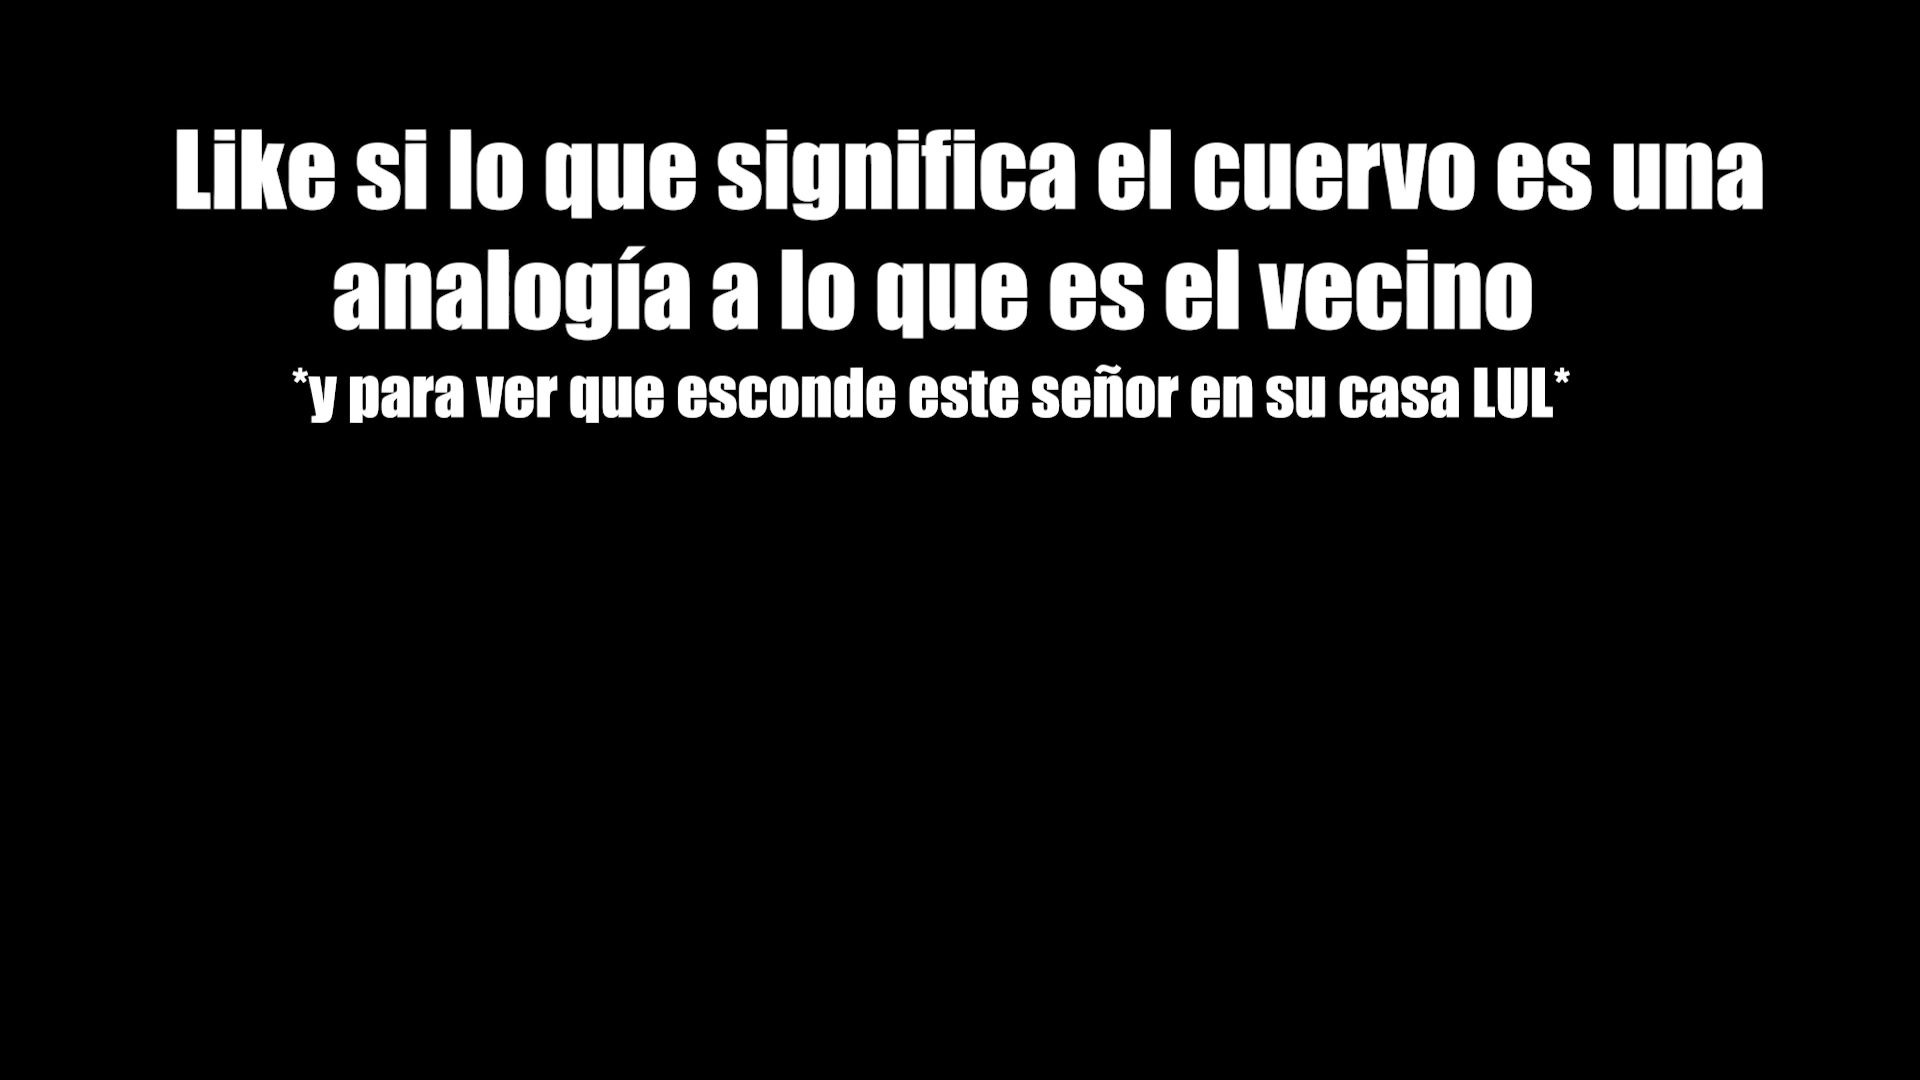 Like si lo que significa el cuervo es una
analogía a lo que es el vecino
*y para ver que esconde este señor en su casa LUL*